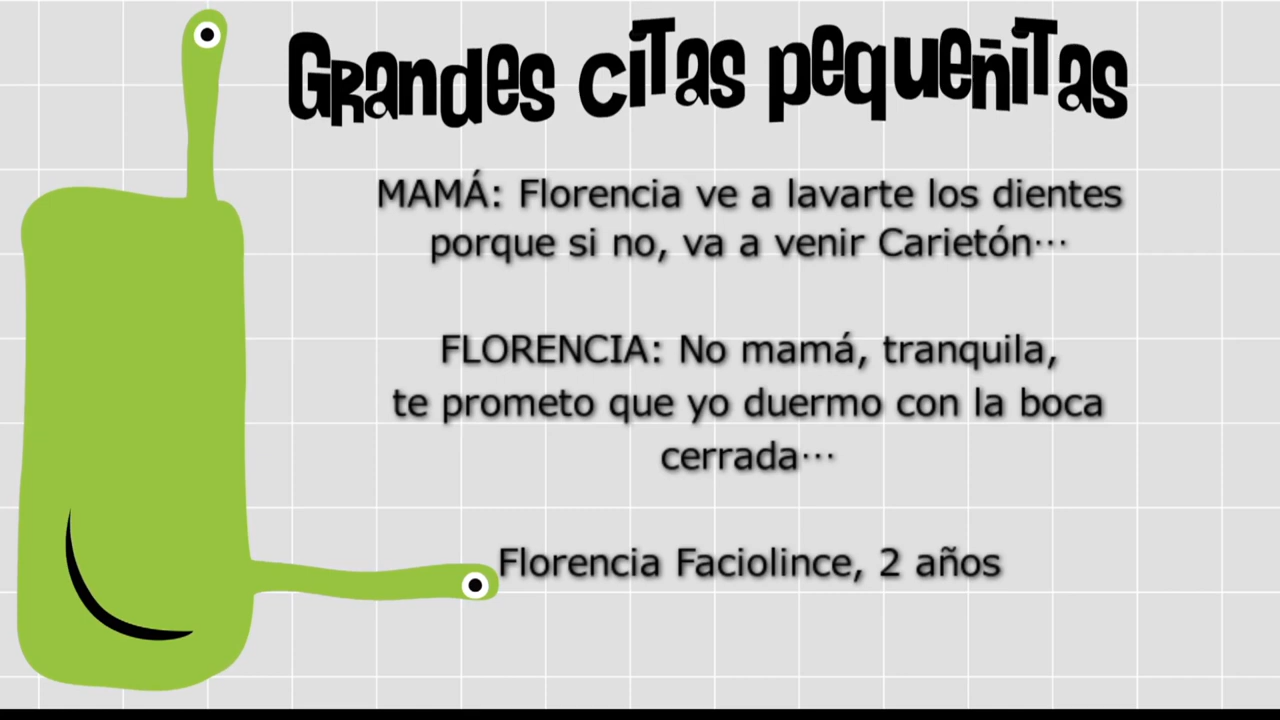 Grandes citas pequeñitas
MAMÁ: Florencia ve a lavarte los dientes
porque si no, va a venir Carietón…
FLORENCIA: No mamá, tranquila,
te prometo que yo duermo con la boca
cerrada…
Florencia Faciolince, 2 años